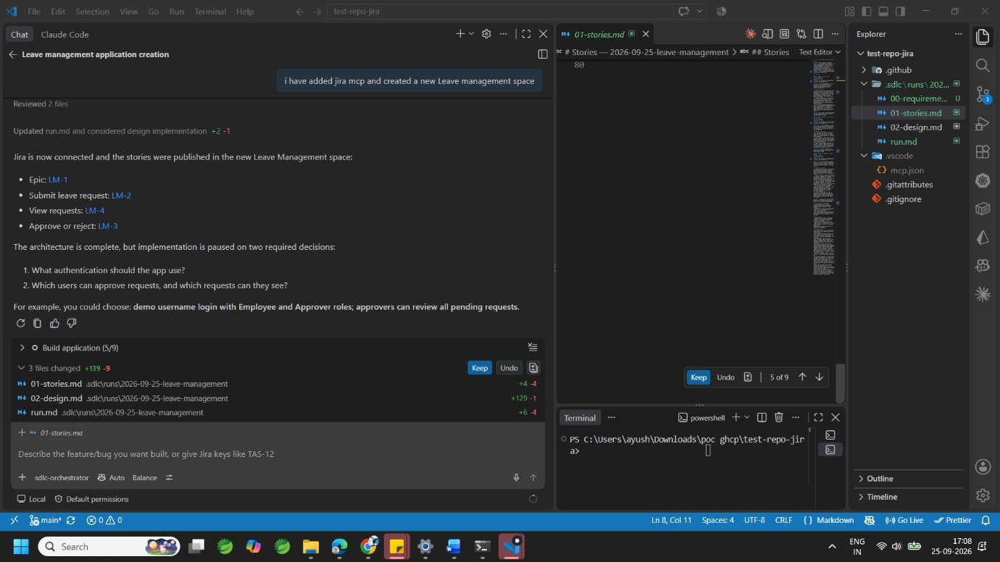 File Edit Selection View Go Run Terminal Help
test-repo-jira
Chat Claude Code
Leave management application creation
i have added jira mcp and created a new Leave management space
Reviewed 2 files
Updated run.md and considered design implementation +2 -1
Jira is now connected and the stories were published in the new Leave Management space:
• Epic: LM-1
• Submit leave request: LM-2
• View requests: LM-4
• Approve or reject: LM-3
The architecture is complete, but implementation is paused on two required decisions:
1. What authentication should the app use?
2. Which users can approve requests, and which requests can they see?
For example, you could choose: demo username login with Employee and Approver roles; approvers can review all pending requests.
Build application (5/9)
3 files changed +139 -9
Keep Undo
01-stories.md .sdlc\runs\2026-09-25-leave-management +4 -4
02-design.md .sdlc\runs\2026-09-25-leave-management +129 -1
run.md .sdlc\runs\2026-09-25-leave-management +6 -4
01-stories.md
Describe the feature/bug you want built, or give Jira keys like TAS-12
sdlc-orchestrator Auto Balance
Local Default permissions
01-stories.md
# Stories — 2026-09-25-leave-management > ## Stories Text Editor
80
Keep Undo 5 of 9
Terminal powershell
PS C:\Users\ayush\Downloads\poc ghcp\test-repo-jir
a>
Explorer
test-repo-jira
.github
.sdlc\runs\202...
00-requireme... U
01-stories.md
02-design.md
run.md
.vscode
mcp.json
.gitattributes
.gitignore
Outline
Timeline
3
main* 0 0
Ln 8, Col 11 Spaces: 4 UTF-8 CRLF { } Markdown Go Live Prettier
Search
ENG
IN
17:08
25-09-2026